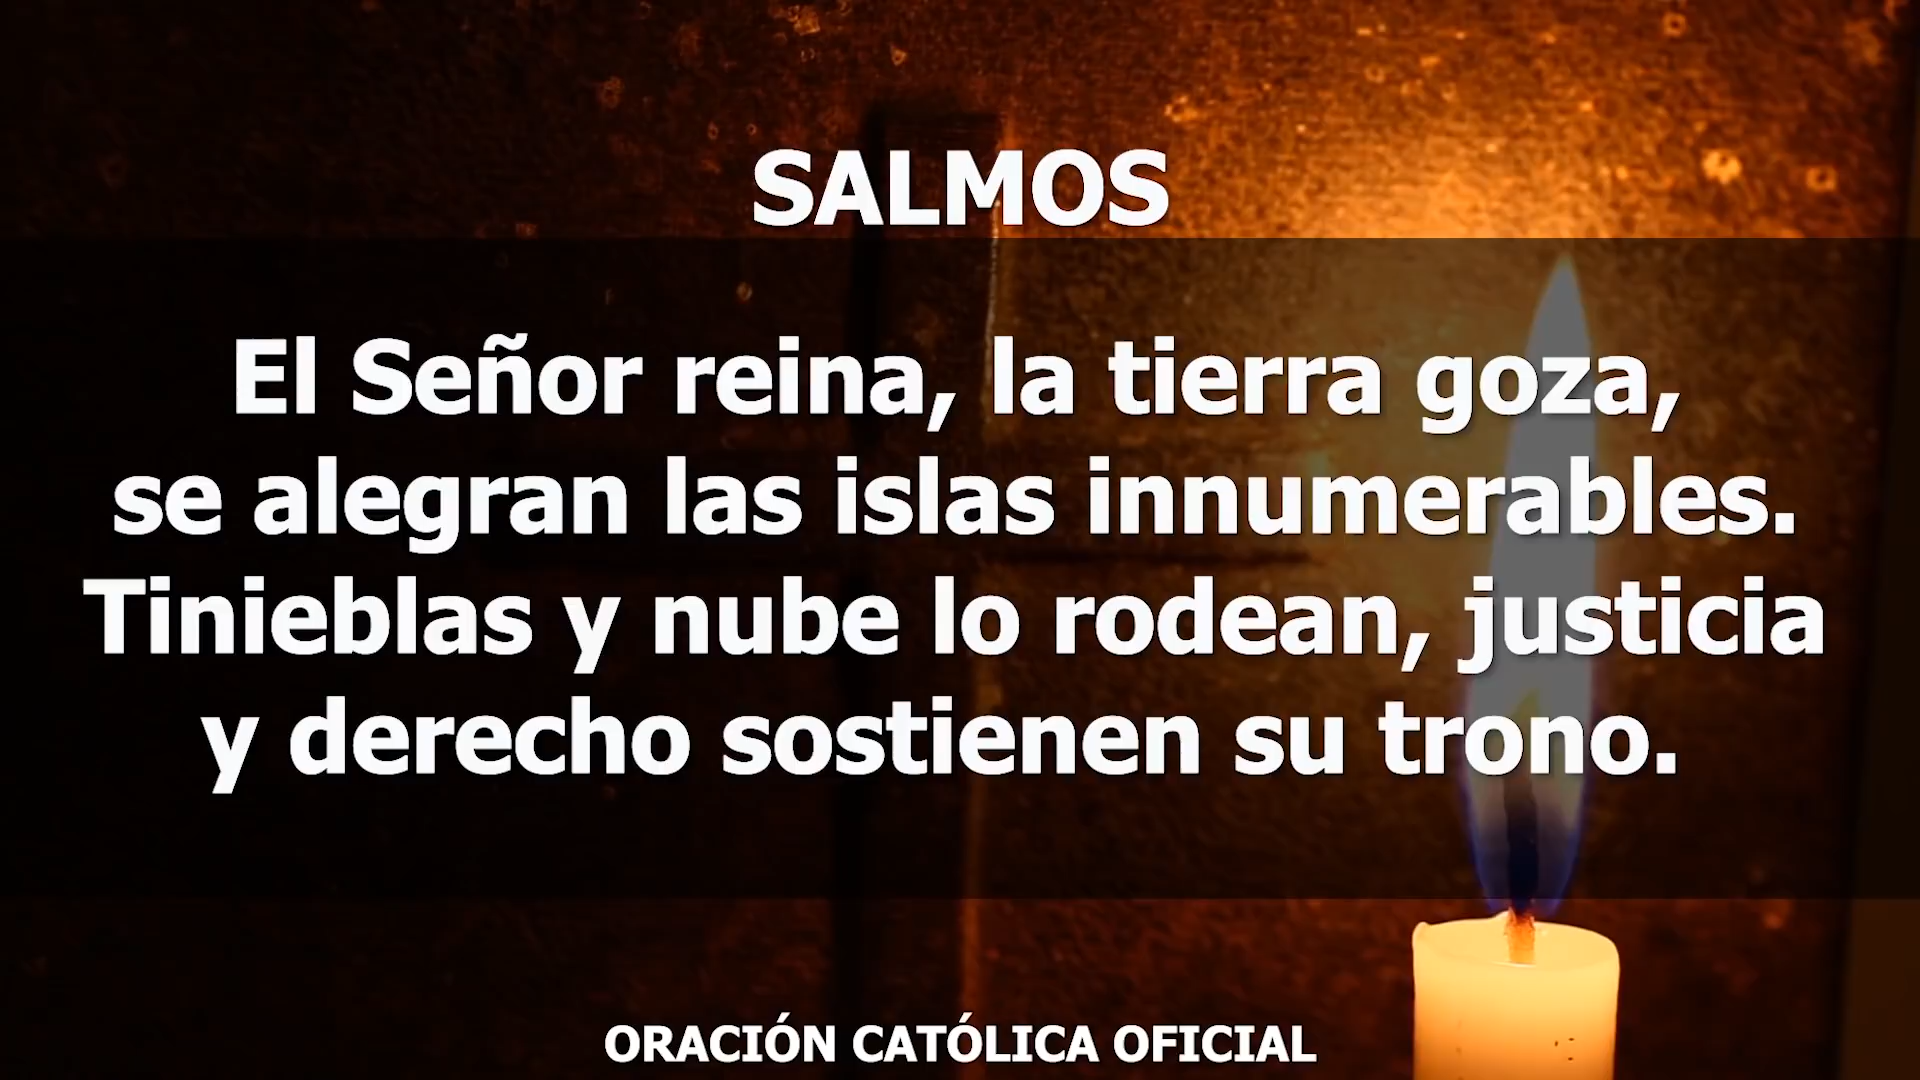 SALMOS
El Señor reina, la tierra goza,
se alegran las islas innumerables.
Tinieblas y nube lo rodean, justicia
y derecho sostienen su trono.
ORACIÓN CATÓLICA OFICIAL